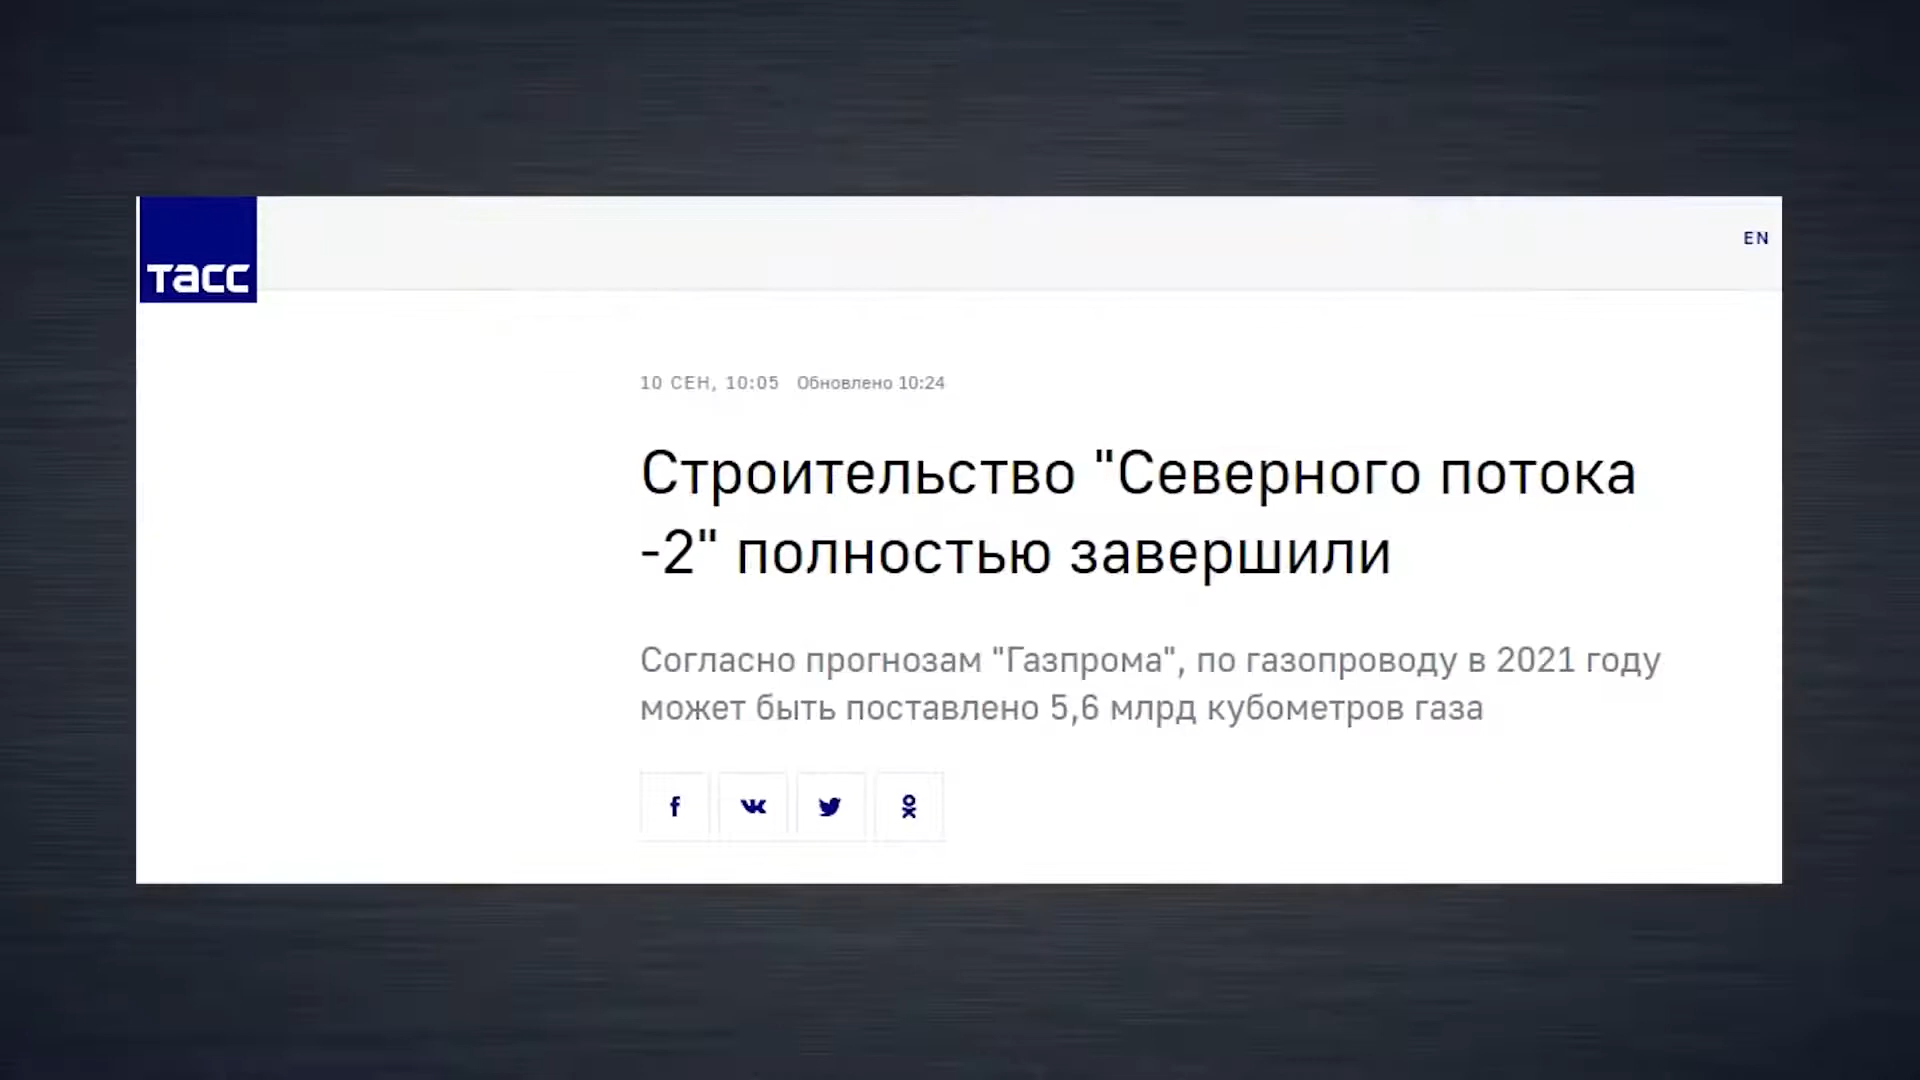 тасс
EN
10 СЕН, 10:05 Обновлено 10:24
Строительство "Северного потока
-2" полностью завершили
Согласно прогнозам "Газпрома", по газопроводу в 2021 году
может быть поставлено 5,6 млрд кубометров газа